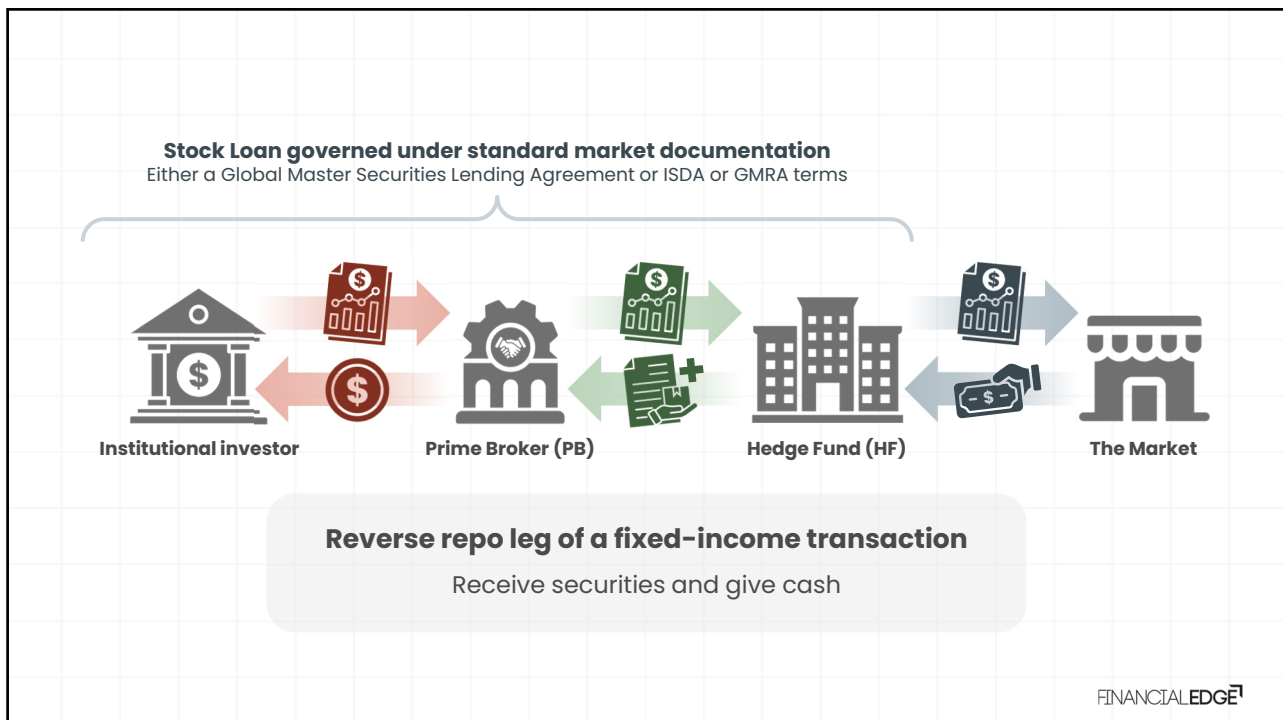 Stock Loan governed under standard market documentation
Either a Global Master Securities Lending Agreement or ISDA or GMRA terms
$ $ $
$ $ $
Institutional investor Prime Broker (PB) Hedge Fund (HF) The Market
Reverse repo leg of a fixed-income transaction
Receive securities and give cash
FINANCIALEDGE